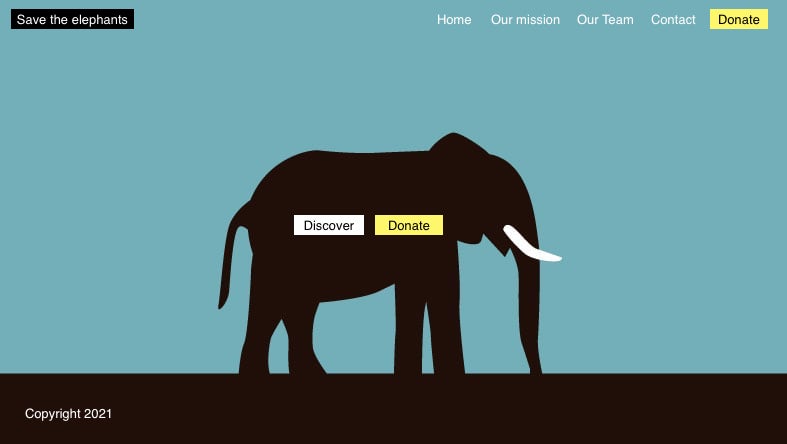 Save the elephants
Home Our mission Our Team Contact Donate
Discover Donate
Copyright 2021